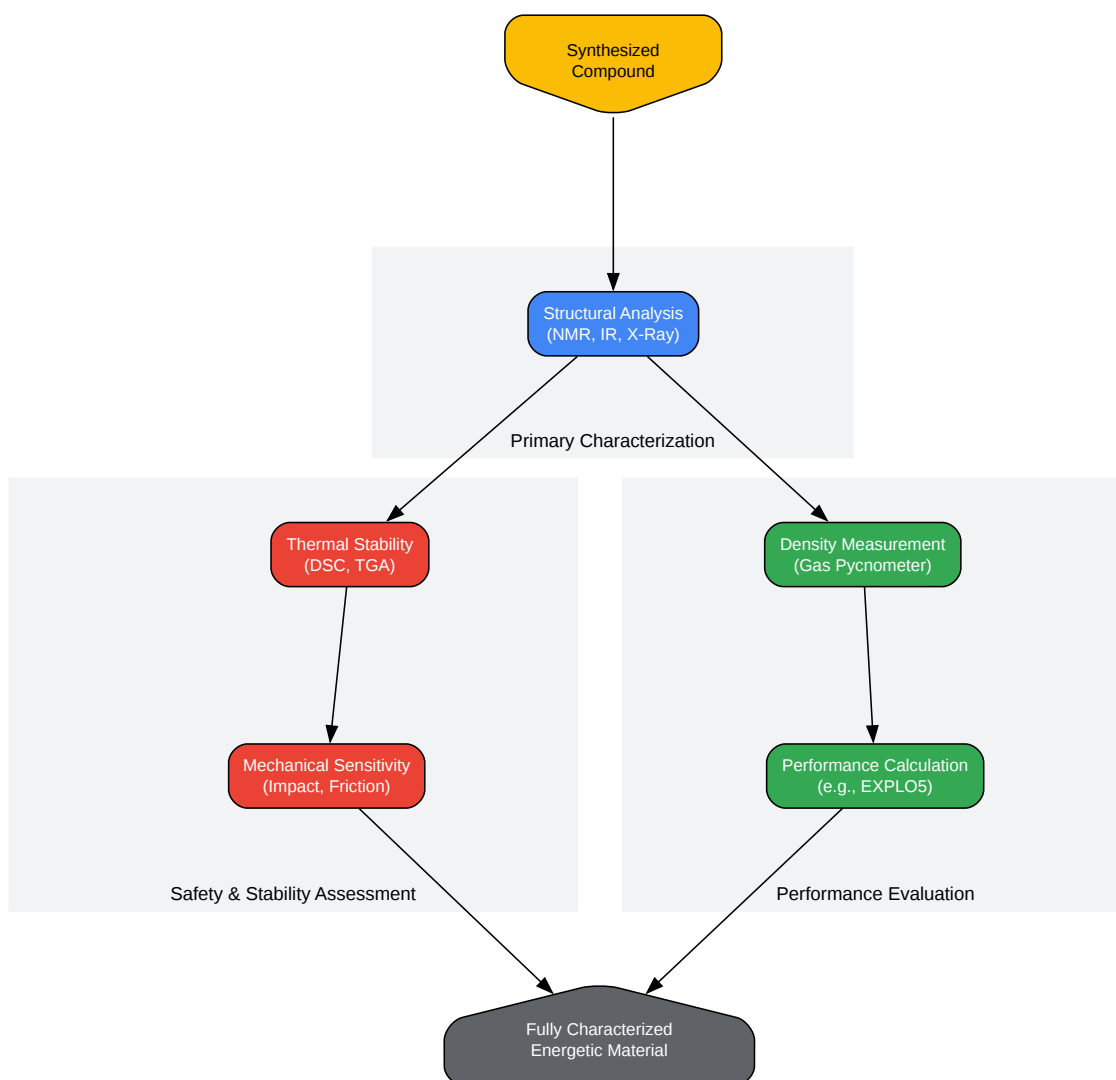 Synthesized
Compound
Structural Analysis
(NMR, IR, X-Ray)
Primary Characterization
Thermal Stability
(DSC, TGA)
Density Measurement
(Gas Pycnometer)
Mechanical Sensitivity
(Impact, Friction)
Performance Calculation
(e.g., EXPLO5)
Safety & Stability Assessment
Performance Evaluation
Fully Characterized
Energetic Material